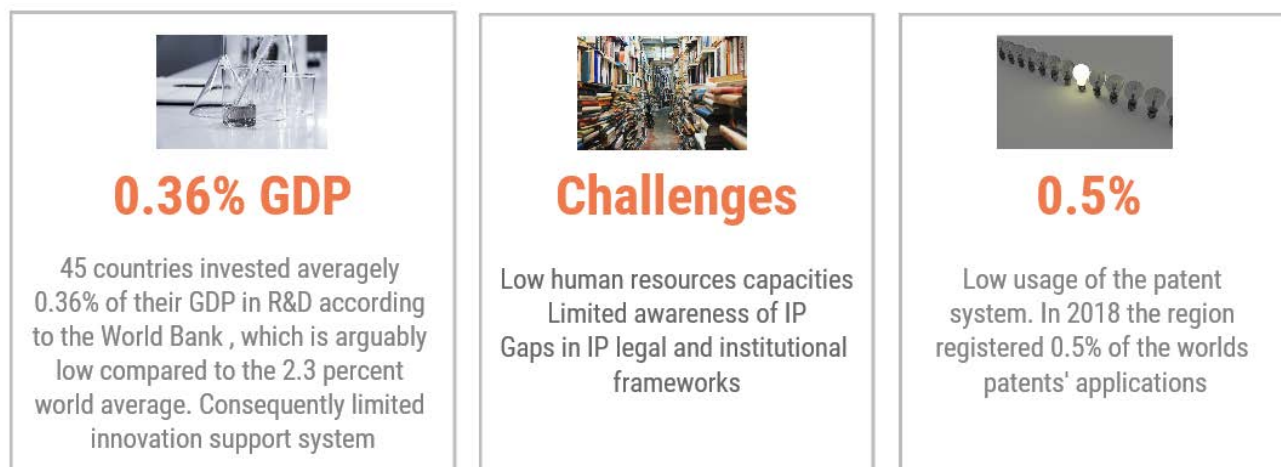 0.36% GDP
45 countries invested averagely
0.36% of their GDP in R&D according
to the World Bank , which is arguably
low compared to the 2.3 percent
world average. Consequently limited
innovation support system
Challenges
Low human resources capacities
Limited awareness of IP
Gaps in IP legal and institutional
frameworks
0.5%
Low usage of the patent
system. In 2018 the region
registered 0.5% of the worlds
patents' applications